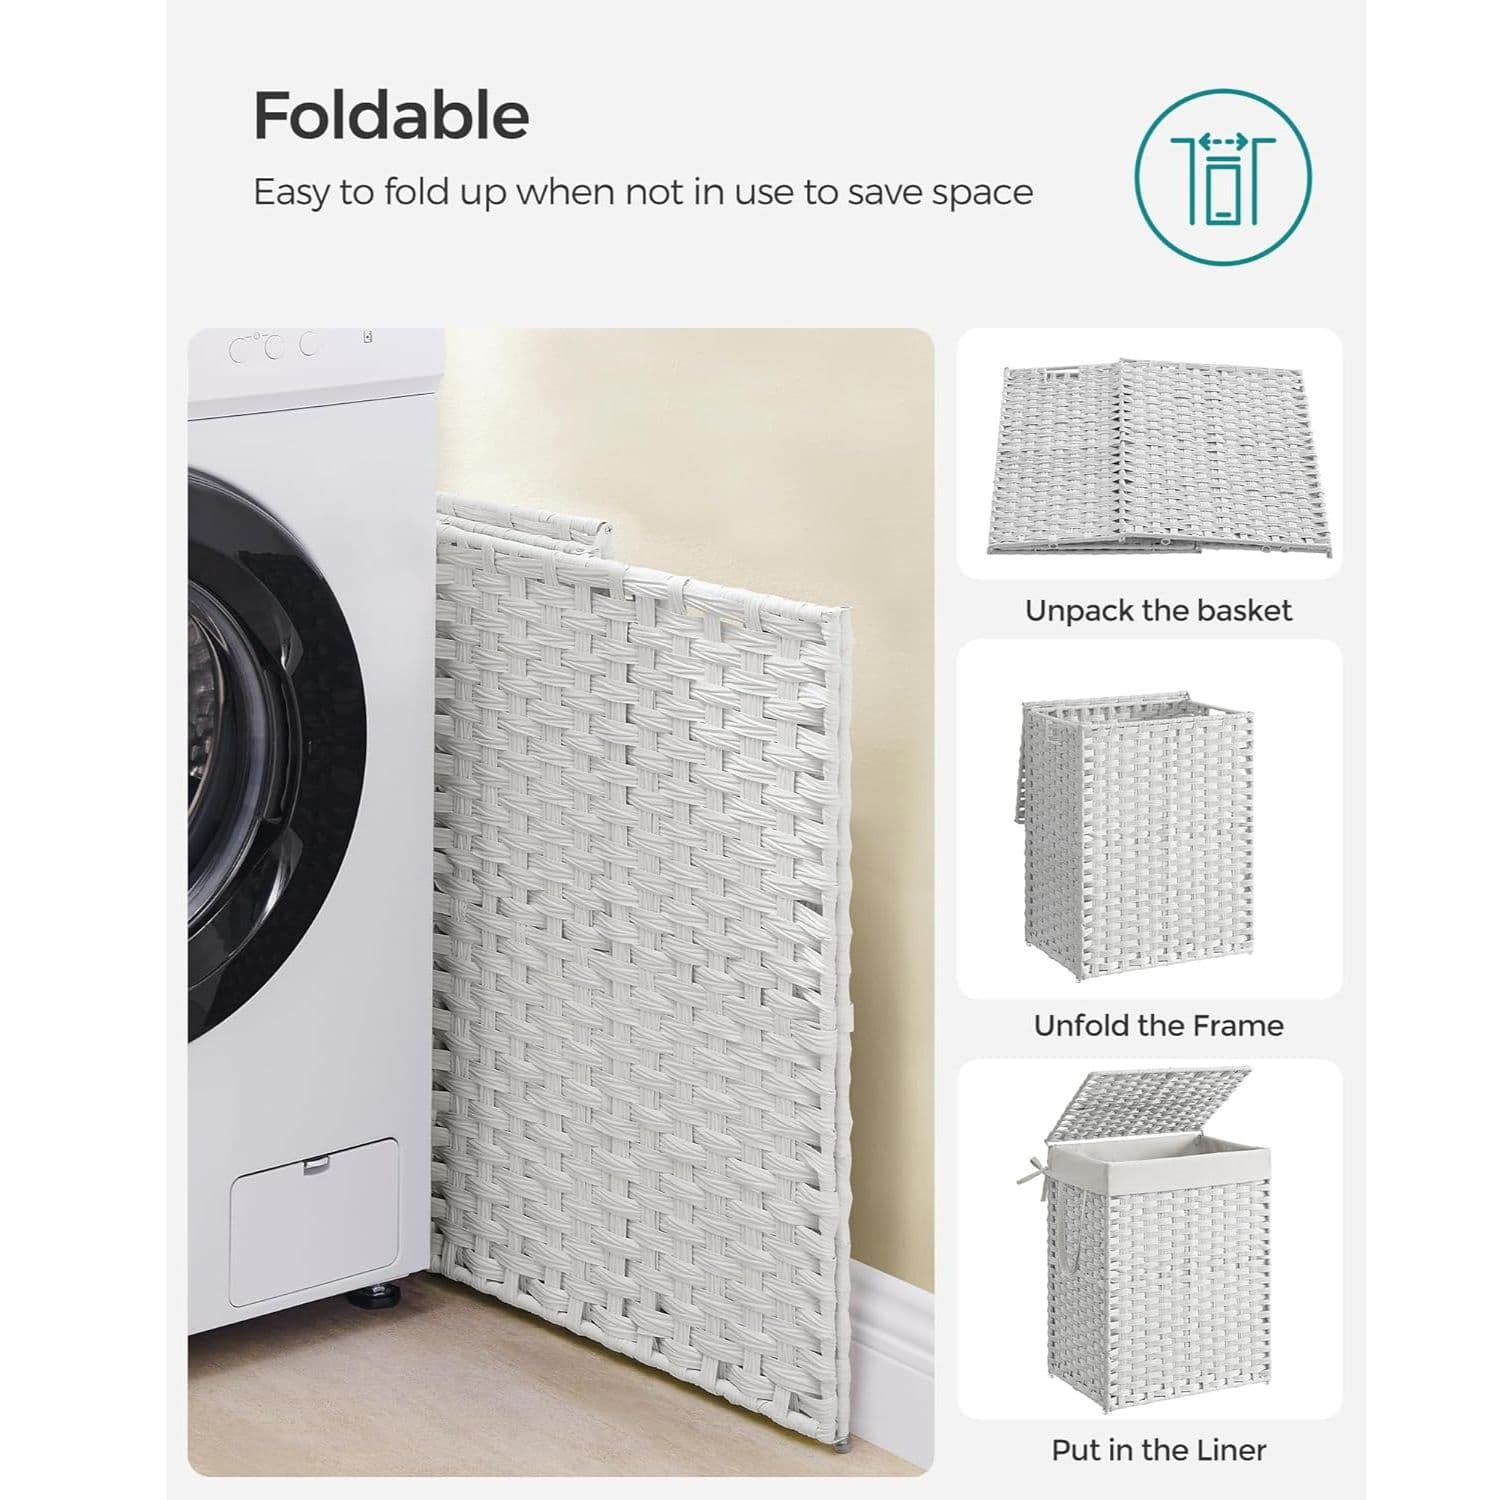 Foldable
Easy to fold up when not in use to save space
Unpack the basket
Unfold the Frame
Put in the Liner